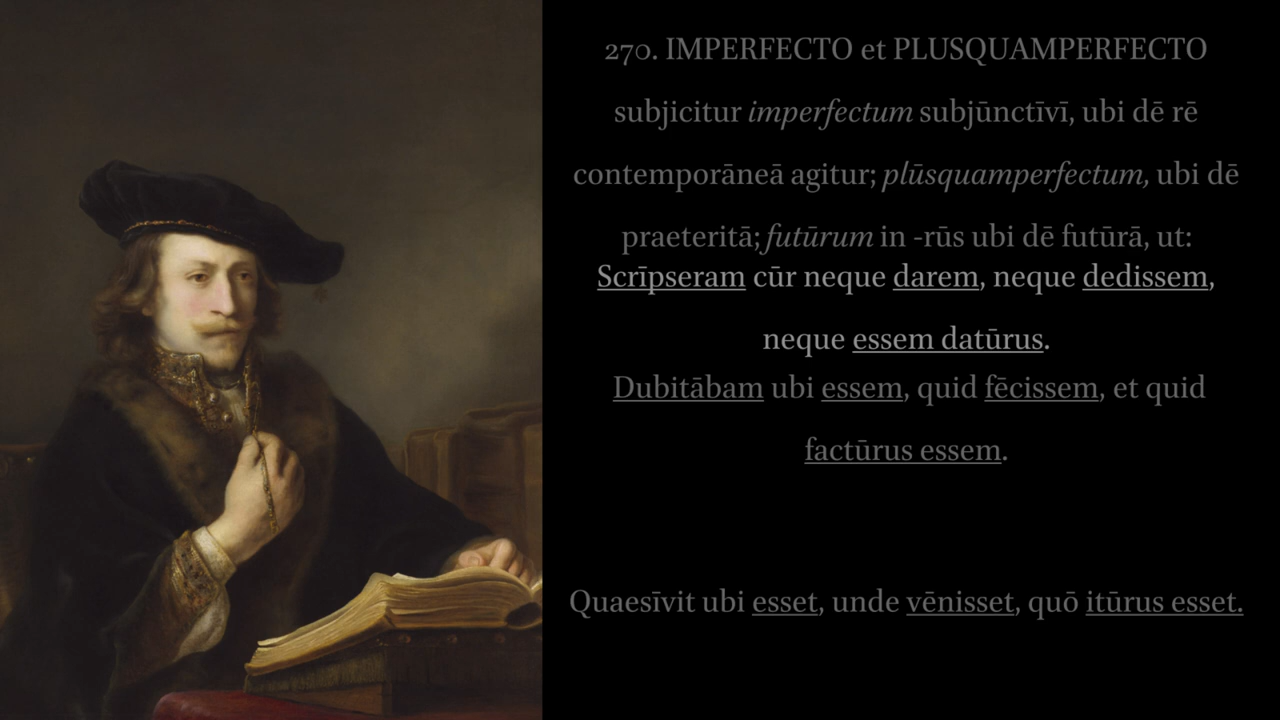 270. IMPERFECTO et PLUSQUAMPERFECTO
subjicitur imperfectum subjūnctīvī, ubi dē rē
contemporāneā agitur; plūsquamperfectum, ubi dē
praeteritā; futūrum in -rūs ubi dē futūrā, ut:
Scrīpseram cūr neque darem, neque dedissem,
neque essem datūrus.
Dubitābam ubi essem, quid fēcissem, et quid
factūrus essem.
Quaesīvit ubi esset, unde vēnisset, quō itūrus esset.